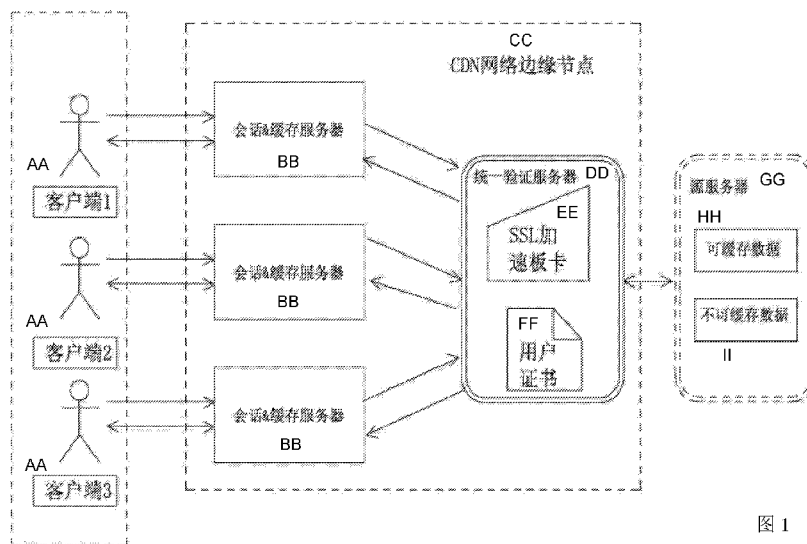 CC
CDN网络边缘节点
AA
客户端1
会话&缓存服务器
BB
AA
客户端2
会话&缓存服务器
BB
AA
客户端3
会话&缓存服务器
BB
统一验证服务器
DD
EE
SSL加
速板卡
FF
用户
证书
源服务器
GG
HH
可缓存数据
不可缓存数据
II
图 1